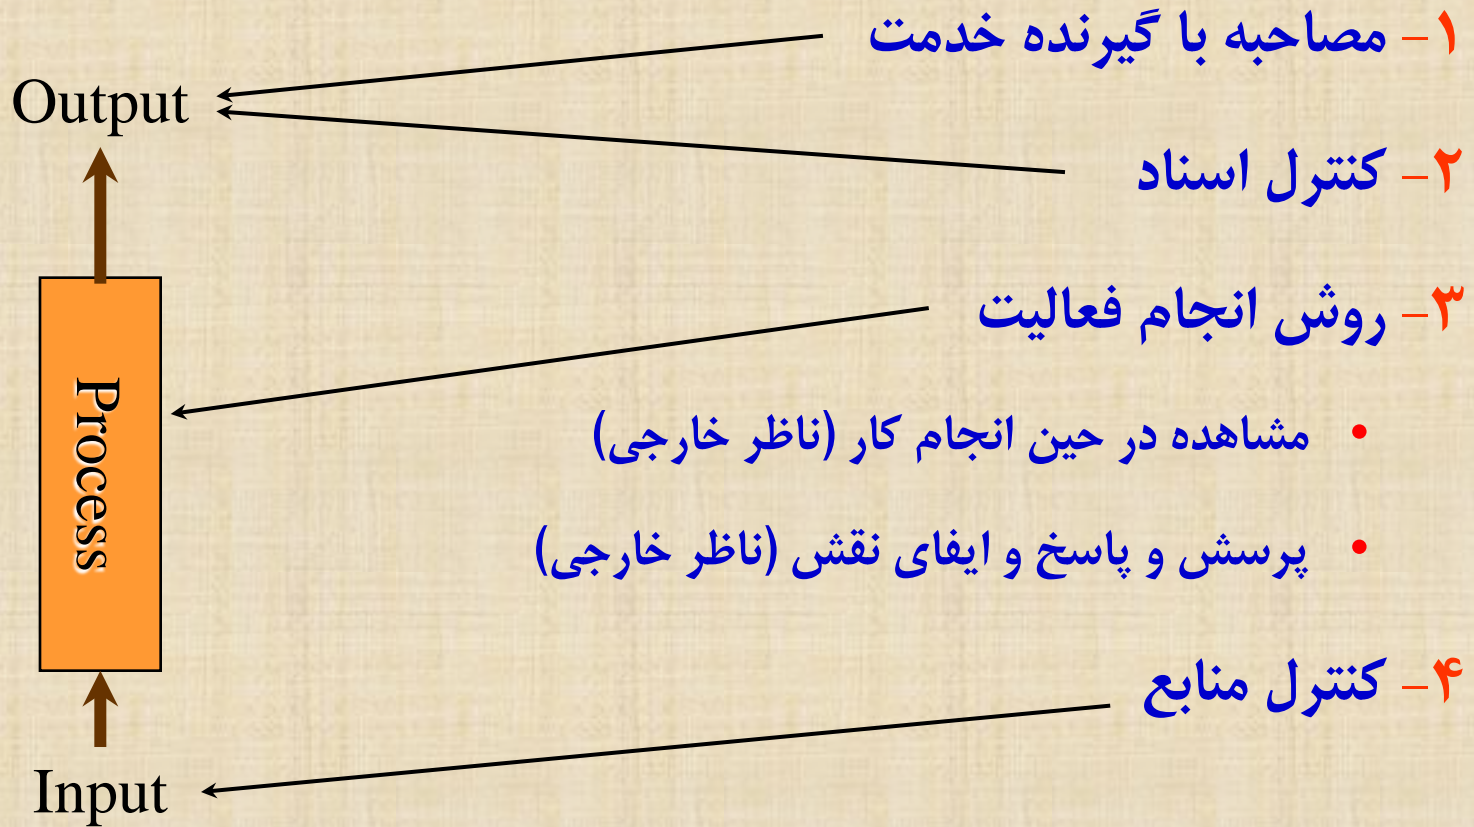 ۱- مصاحبه با گیرنده خدمت
Output
۲- کنترل اسناد
۳- روش انجام فعالیت
Process
• مشاهده در حین انجام کار (ناظر خارجی)
• پرسش و پاسخ و ایفای نقش (ناظر خارجی)
۴- کنترل منابع
Input